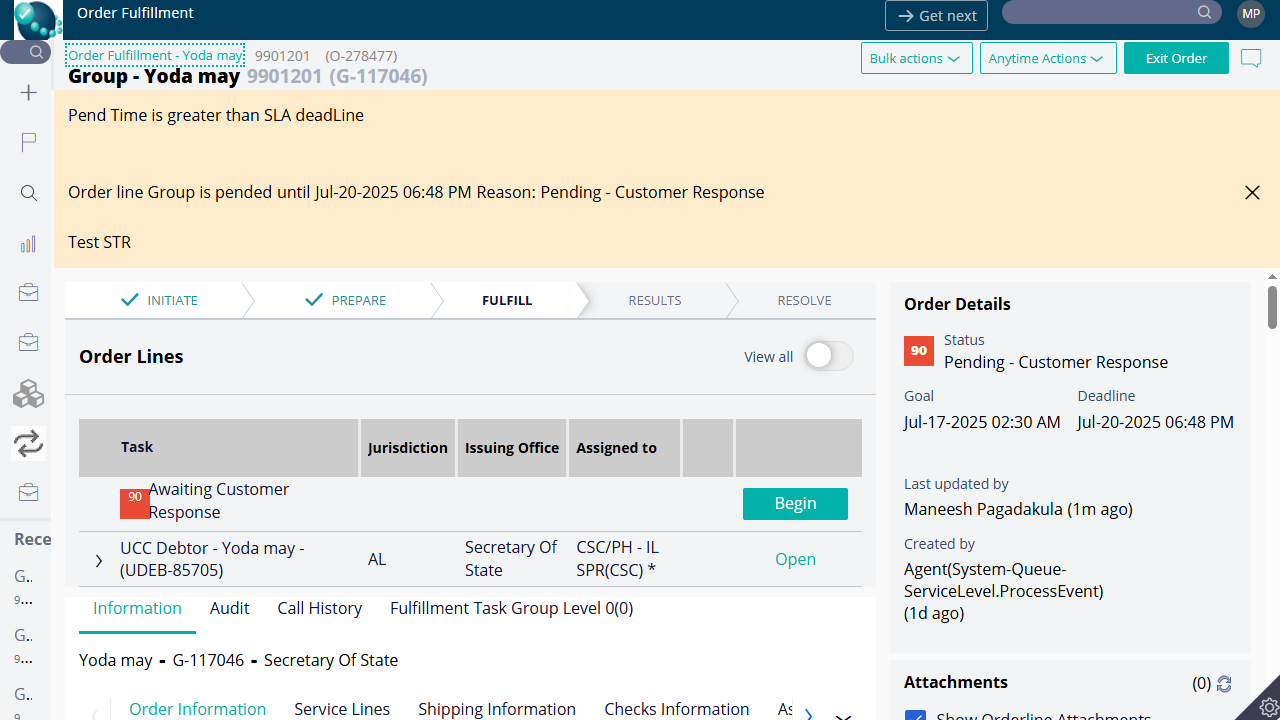 Order Fulfillment
Get next
MP
Order Fulfillment - Yoda may 9901201 (O-278477)
Bulk actions
Anytime Actions
Exit Order
Group - Yoda may 9901201 (G-117046)
Pend Time is greater than SLA deadLine
Order line Group is pended until Jul-20-2025 06:48 PM Reason: Pending - Customer Response
Test STR
INITIATE
PREPARE
FULFILL
RESULTS
RESOLVE
Order Lines
View all
Task
Jurisdiction
Issuing Office
Assigned to
90
Awaiting Customer
Response
Begin
UCC Debtor - Yoda may -
(UDEB-85705)
AL
Secretary Of
State
CSC/PH - IL
SPR(CSC) *
Open
Information
Audit
Call History
Fulfillment Task Group Level 0(0)
Yoda may - G-117046 - Secretary Of State
Order Information
Service Lines
Shipping Information
Checks Information
As
Order Details
90
Status
Pending - Customer Response
Goal
Deadline
Jul-17-2025 02:30 AM
Jul-20-2025 06:48 PM
Last updated by
Maneesh Pagadakula (1m ago)
Created by
Agent(System-Queue-
ServiceLevel.ProcessEvent)
(1d ago)
Attachments
(0)
Show Orderline Attachments
Rece
G..
9...
G..
9...
G..
9